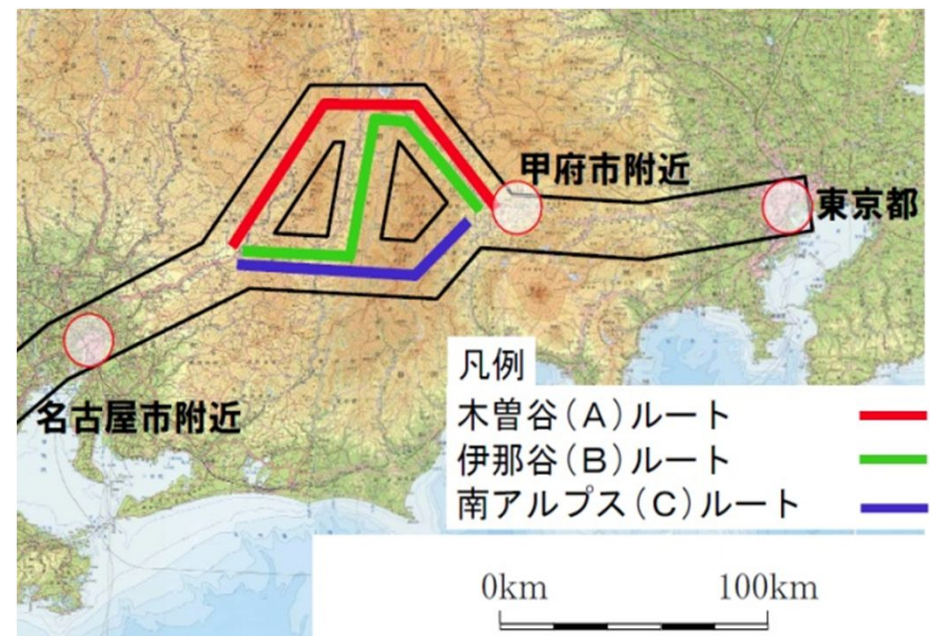 甲府市附近
東京都
名古屋市附近
凡例
木曽谷(A)ルート
伊那谷(B)ルート
南アルプス(C)ルート
0km 100km